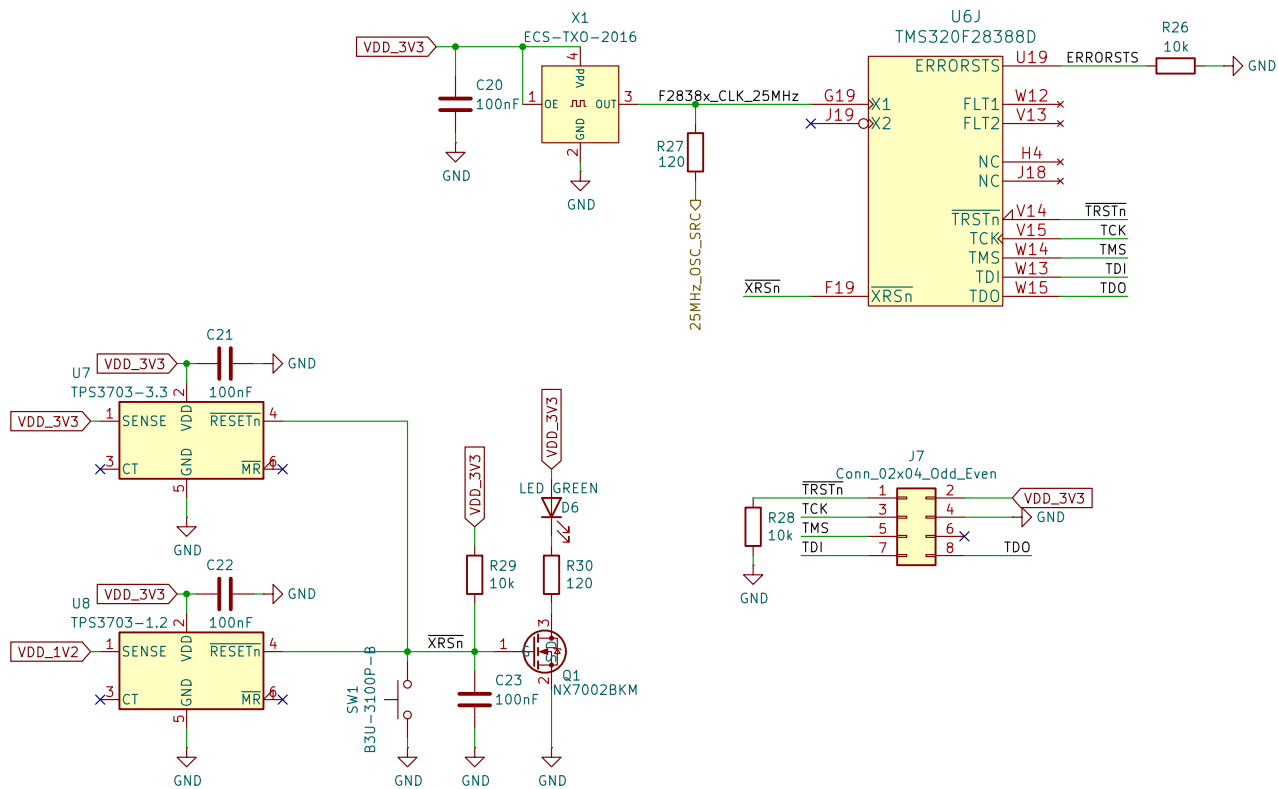 X1
ECS-TXO-2016
VDD_3V3
C20
100nF
GND
4
Vdd
1
OE
OUT
3
GND
2
GND
F2838x_CLK_25MHz
R27
120
25MHz_OSC_SRC
U6J
TMS320F28388D
G19
X1
J19
X2
XRSn
F19
XRSn
ERRORSTS
U19
ERRORSTS
R26
10k
GND
FLT1
W12
FLT2
V13
NC
H4
NC
J18
TRSTn
V14
TRSTn
TCK
V15
TCK
TMS
W14
TMS
TDI
W13
TDI
TDO
W15
TDO
C21
VDD_3V3
GND
100nF
U7
TPS3703-3.3
2
VDD_3V3
1
SENSE
VDD
RESETn
4
3
CT
GND
MR
6
5
GND
C22
VDD_3V3
GND
100nF
U8
TPS3703-1.2
2
VDD_1V2
1
SENSE
VDD
RESETn
4
3
CT
GND
MR
6
5
GND
XRSn
SW1
B3U-3100P-B
GND
VDD_3V3
R29
10k
C23
100nF
GND
VDD_3V3
LED GREEN
D6
R30
120
3
1
G
D
S
2
Q1
NX7002BKM
GND
J7
Conn_02x04_Odd_Even
TRSTn
1
2
VDD_3V3
TCK
3
4
GND
TMS
5
6
TDI
7
8
TDO
R28
10k
GND